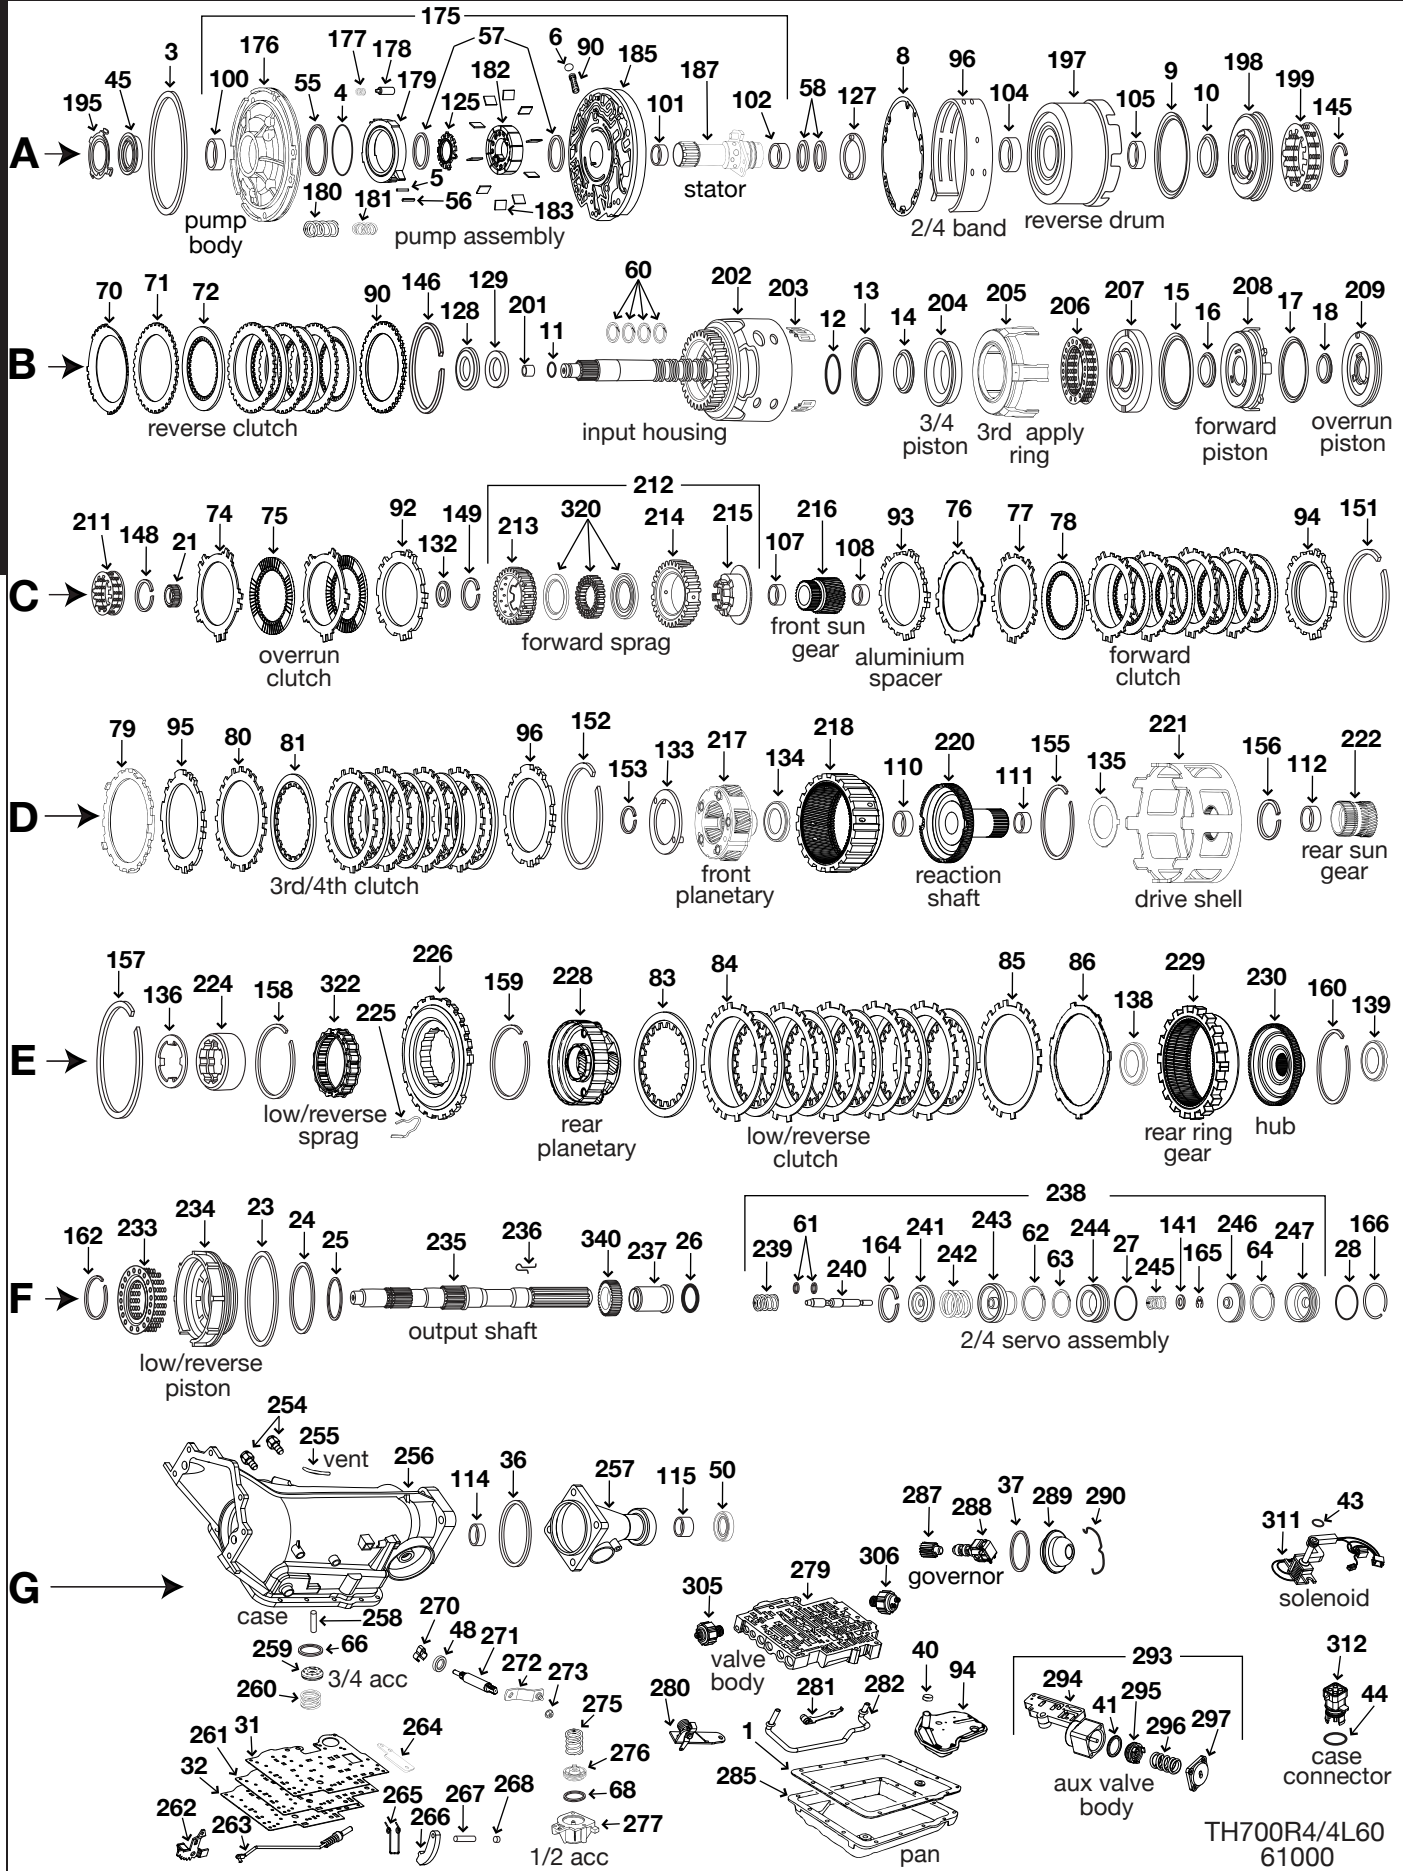 175
3 176 177 178 57 6 90 185 8 96 197 9 198
195 45 100 55 4 179 125 182 101 187 102 58 127 104 105 10 199 145
A
5
180 181 56 183
stator
pump body
pump assembly
2/4 band
reverse drum
70 71 72 90 146 128 129 201 11 60 202 203 12 13 14 204 205 206 207 15 16 208 17 18 209
B
reverse clutch
input housing
3/4 piston
3rd apply ring
forward piston
overrun piston
212
211 148 21 74 75 92 132 149 213 320 214 215 107 216 108 93 76 77 78 94 151
C
overrun clutch
forward sprag
front sun gear
aluminium spacer
forward clutch
79 95 80 81 96 152 153 133 217 134 218 110 220 111 155 135 221 156 112 222
D
3rd/4th clutch
front planetary
reaction shaft
drive shell
rear sun gear
157 136 224 158 322 225 226 159 228 83 84 85 86 138 229 230 160 139
E
low/reverse sprag
rear planetary
low/reverse clutch
rear ring gear
hub
238
162 233 234 23 24 25 235 236 340 237 26 239 61 240 164 241 242 243 62 63 244 27 245 141 165 246 64 247 28 166
F
low/reverse piston
output shaft
2/4 servo assembly
254
255 vent
256 114 36 257 115 50
287 288 37 289 290
311 43
G
governor
solenoid
case
305 279 306
valve body
258
259 66
3/4 acc
260
270 48 271 272 273
275
276
68
277
1/2 acc
261 31 264
32
262 263 265 266 267 268
280 281 282 40 94
1
285
pan
293
294 41 295 296 297
aux valve body
312
44
case connector
TH700R4/4L60
61000